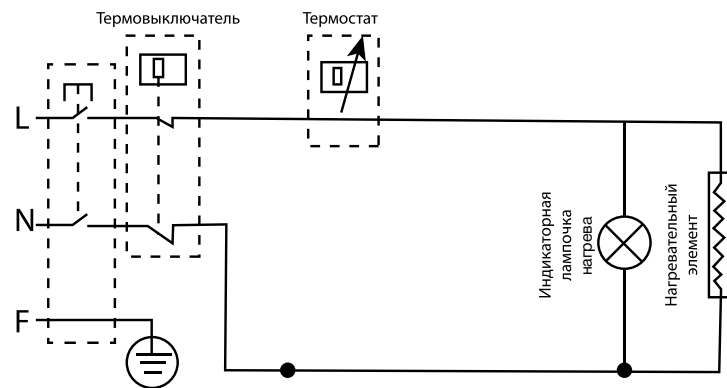 Термовыключатель
Термостат
L
N
F
Индикаторная
лампочка
нагрева
Нагревательный
элемент